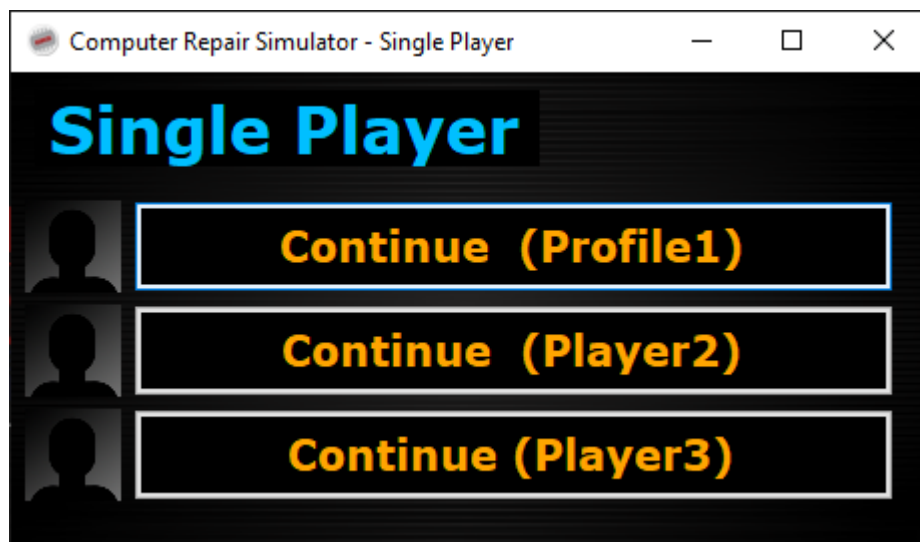 Computer Repair Simulator - Single Player
Single Player
Continue  (Profile1)
Continue  (Player2)
Continue (Player3)